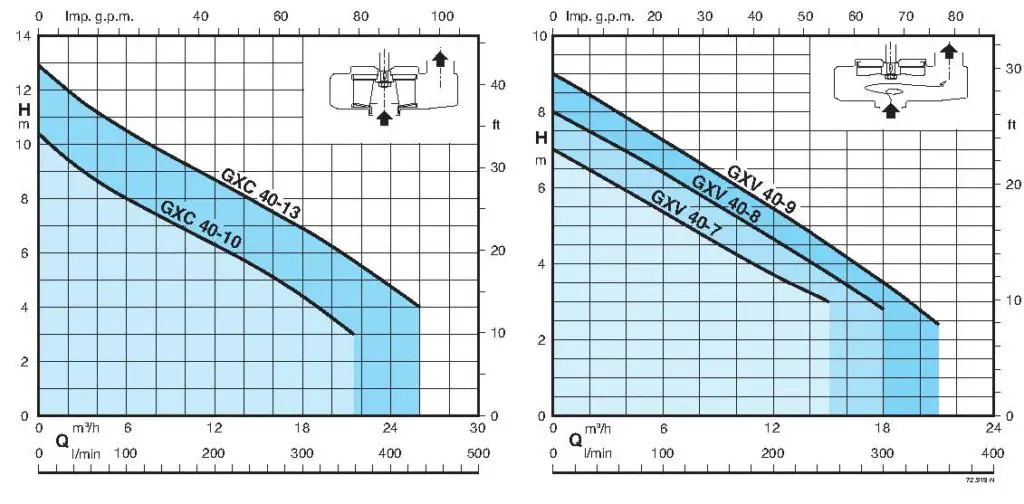 0 Imp. g.p.m. 40 60 80 100
14
12
H
m
10
8
6
4
2
0
40
ft
30
20
10
0
GXC 40-13
GXC 40-10
0 6 12 18 24 30
Q m³/h
0 l/min 100 200 300 400 500
0 Imp. g.p.m. 20 30 40 50 60 70 80
10
8
H
m
6
4
2
0
30
ft
20
10
0
GXV 40-9
GXV 40-8
GXV 40-7
0 6 12 18 24
Q m³/h
0 l/min 100 200 300 400
72.919 N